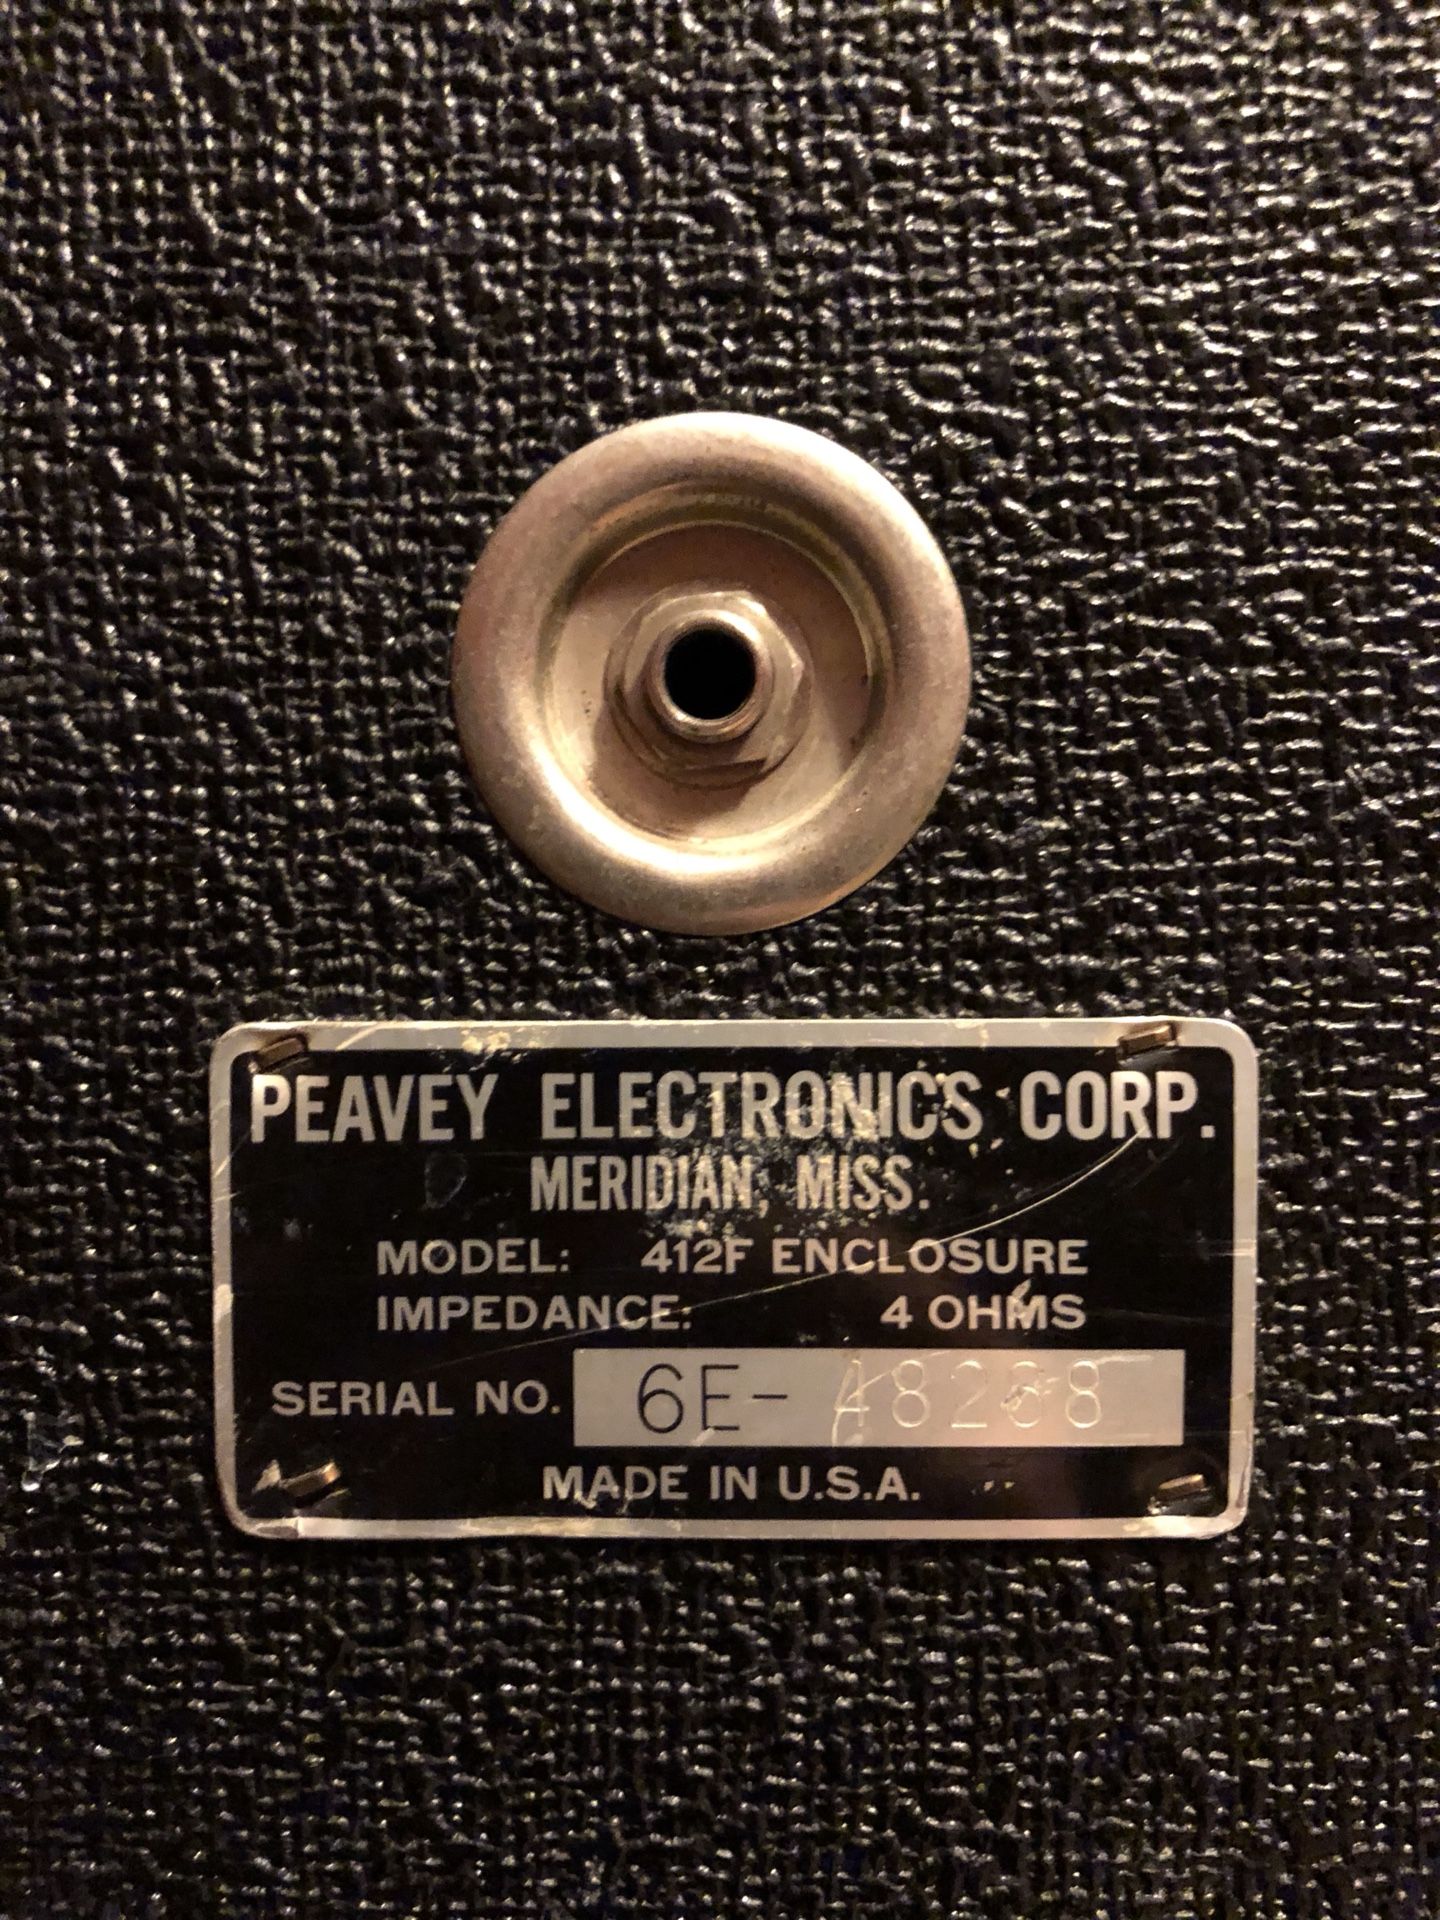 PEAVEY ELECTRONICS CORP.
MERIDIAN, MISS.
MODEL: 412F ENCLOSURE
IMPEDANCE: 4 OHMS
SERIAL NO. 6E-
MADE IN U.S.A.